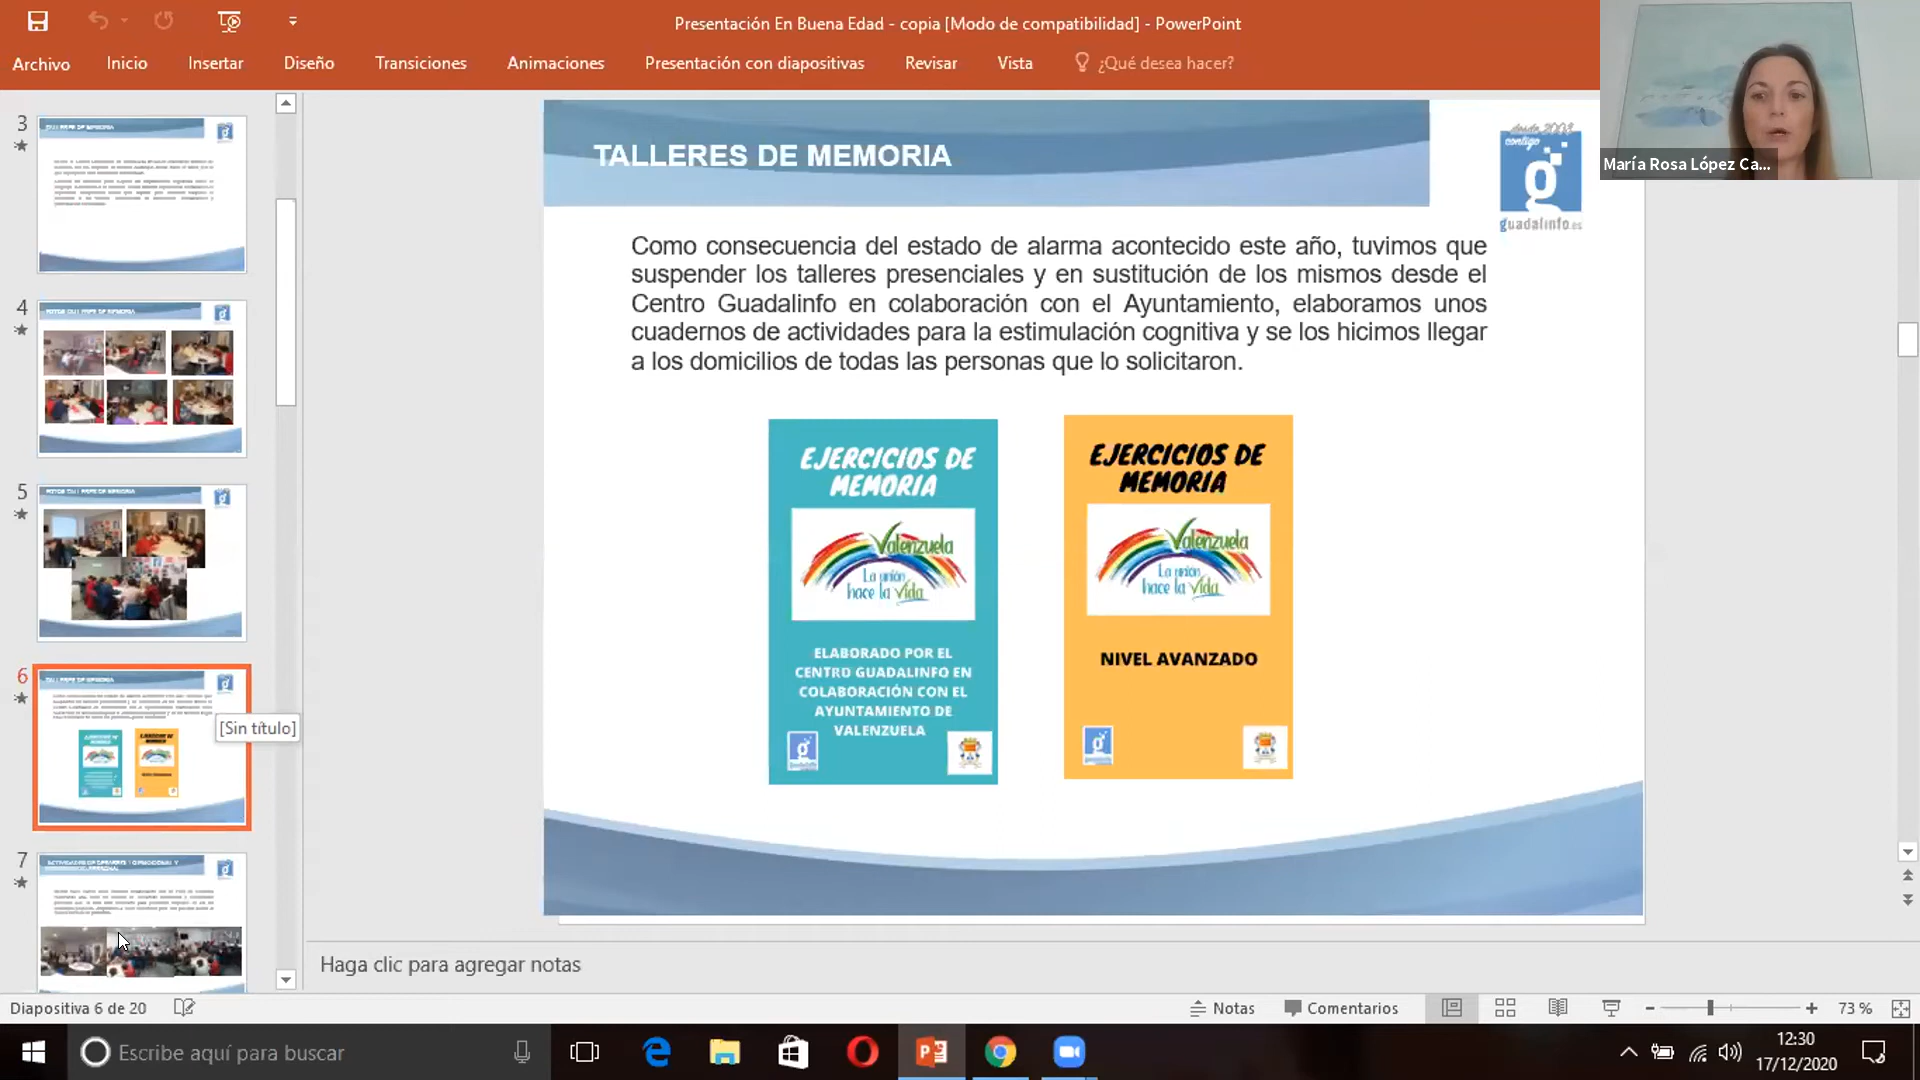 Presentación En Buena Edad - copia [Modo de compatibilidad] - PowerPoint
Archivo Inicio Insertar Diseño Transiciones Animaciones Presentación con diapositivas Revisar Vista ¿Qué desea hacer?
María Rosa López Ca...
3
4
5
6
[Sin título]
7
TALLERES DE MEMORIA
desde 2003
contigo
guadalinfo.es
Como consecuencia del estado de alarma acontecido este año, tuvimos que
suspender los talleres presenciales y en sustitución de los mismos desde el
Centro Guadalinfo en colaboración con el Ayuntamiento, elaboramos unos
cuadernos de actividades para la estimulación cognitiva y se los hicimos llegar
a los domicilios de todas las personas que lo solicitaron.
EJERCICIOS DE
MEMORIA
Valenzuela
La unión
hace la vida
ELABORADO POR EL
CENTRO GUADALINFO EN
COLABORACIÓN CON EL
AYUNTAMIENTO DE
VALENZUELA
EJERCICIOS DE
MEMORIA
Valenzuela
La unión
hace la vida
NIVEL AVANZADO
Haga clic para agregar notas
Diapositiva 6 de 20
Notas Comentarios 73 %
Escribe aquí para buscar
12:30
17/12/2020